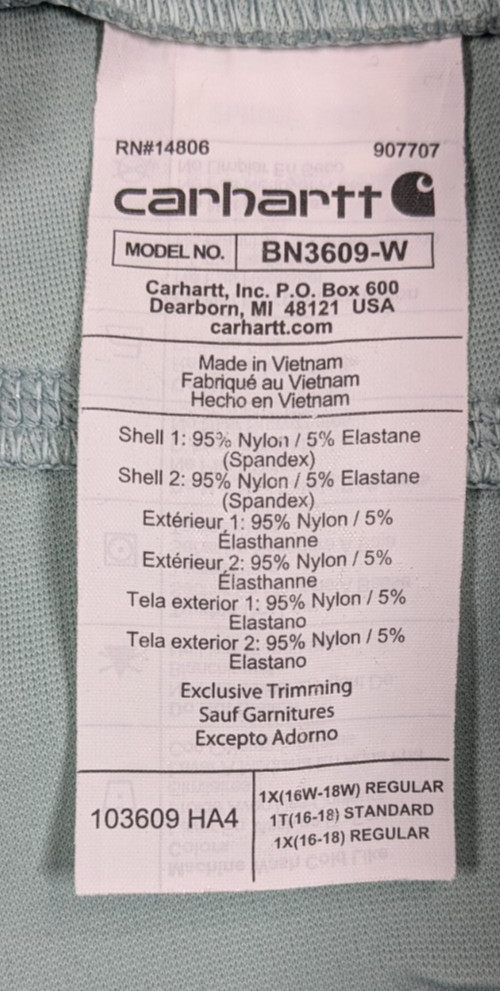 RN#14806 907707
carhartt
MODEL NO. BN3609-W
Carhartt, Inc. P.O. Box 600
Dearborn, MI 48121 USA
carhartt.com
Made in Vietnam
Fabriqué au Vietnam
Hecho en Vietnam
Shell 1: 95% Nylon / 5% Elastane
(Spandex)
Shell 2: 95% Nylon / 5% Elastane
(Spandex)
Extérieur 1: 95% Nylon / 5%
Élasthanne
Extérieur 2: 95% Nylon / 5%
Élasthanne
Tela exterior 1: 95% Nylon / 5%
Elastano
Tela exterior 2: 95% Nylon / 5%
Elastano
Exclusive Trimming
Sauf Garnitures
Excepto Adorno
103609 HA4
1X(16W-18W) REGULAR
1T(16-18) STANDARD
1X(16-18) REGULAR